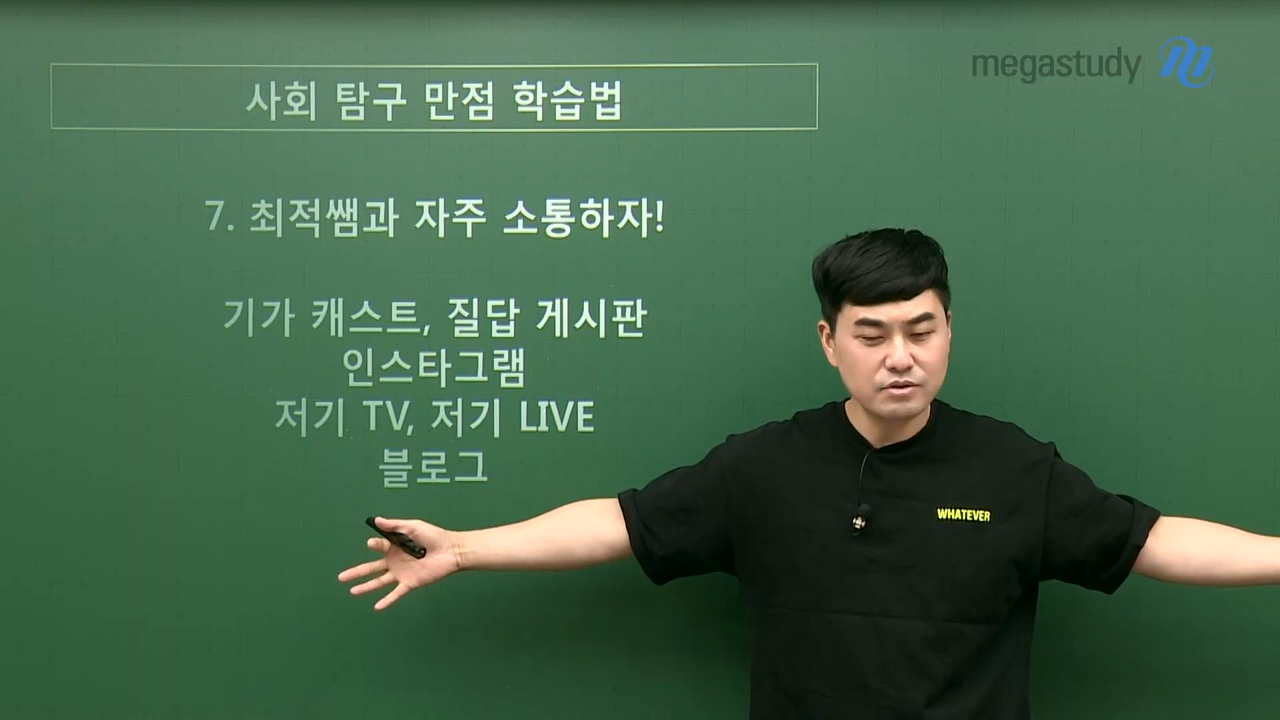 megastudy
사회 탐구 만점 학습법
7. 최적쌤과 자주 소통하자!
기가 캐스트, 질답 게시판
인스타그램
저기 TV, 저기 LIVE
블로그
WHATEVER